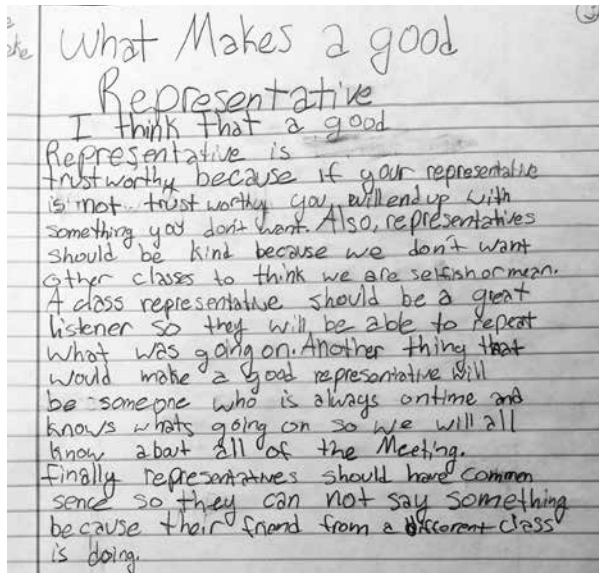 What Makes a good
Representative
I think that a good
Representative is
trustworthy because if your representative
is not trustworthy you will end up with
something you don't want. Also, representatives
should be kind because we don't want
other classes to think we are selfish or mean.
A class representative should be a great
listener so they will be able to repeat
what was going on. Another thing that
would make a good representative will
be someone who is always ontime and
knows whats going on so we will all
know about all of the Meeting.
Finally representatives should have commen
sence so they can not say something
because their friend from a different class
is doing.